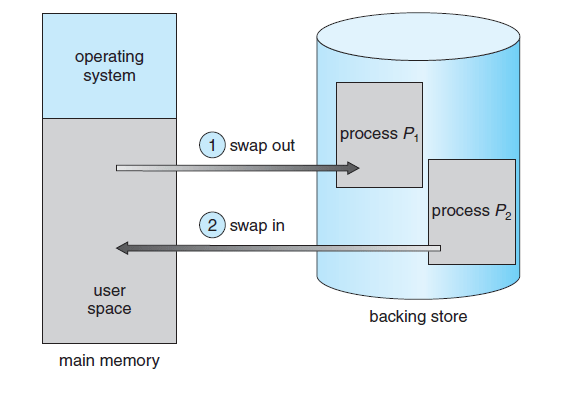 operating
system
1 swap out
process P1
2 swap in
process P2
user
space
backing store
main memory